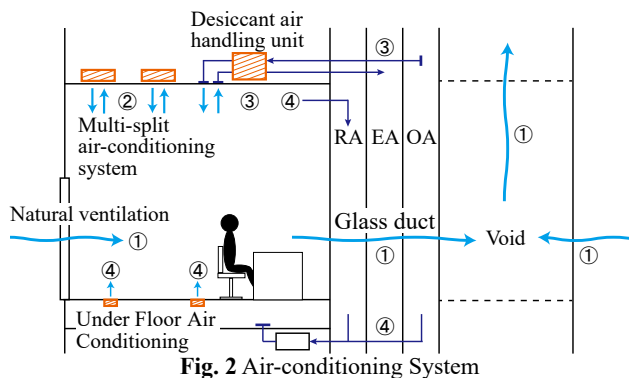 Desiccant air
handling unit
③
②
③ ④
Multi-split
air-conditioning
system
RA EA OA
①
Natural ventilation
①
Glass duct
①
Void
①
④ ④
Under Floor Air
Conditioning
④
Fig. 2 Air-conditioning System